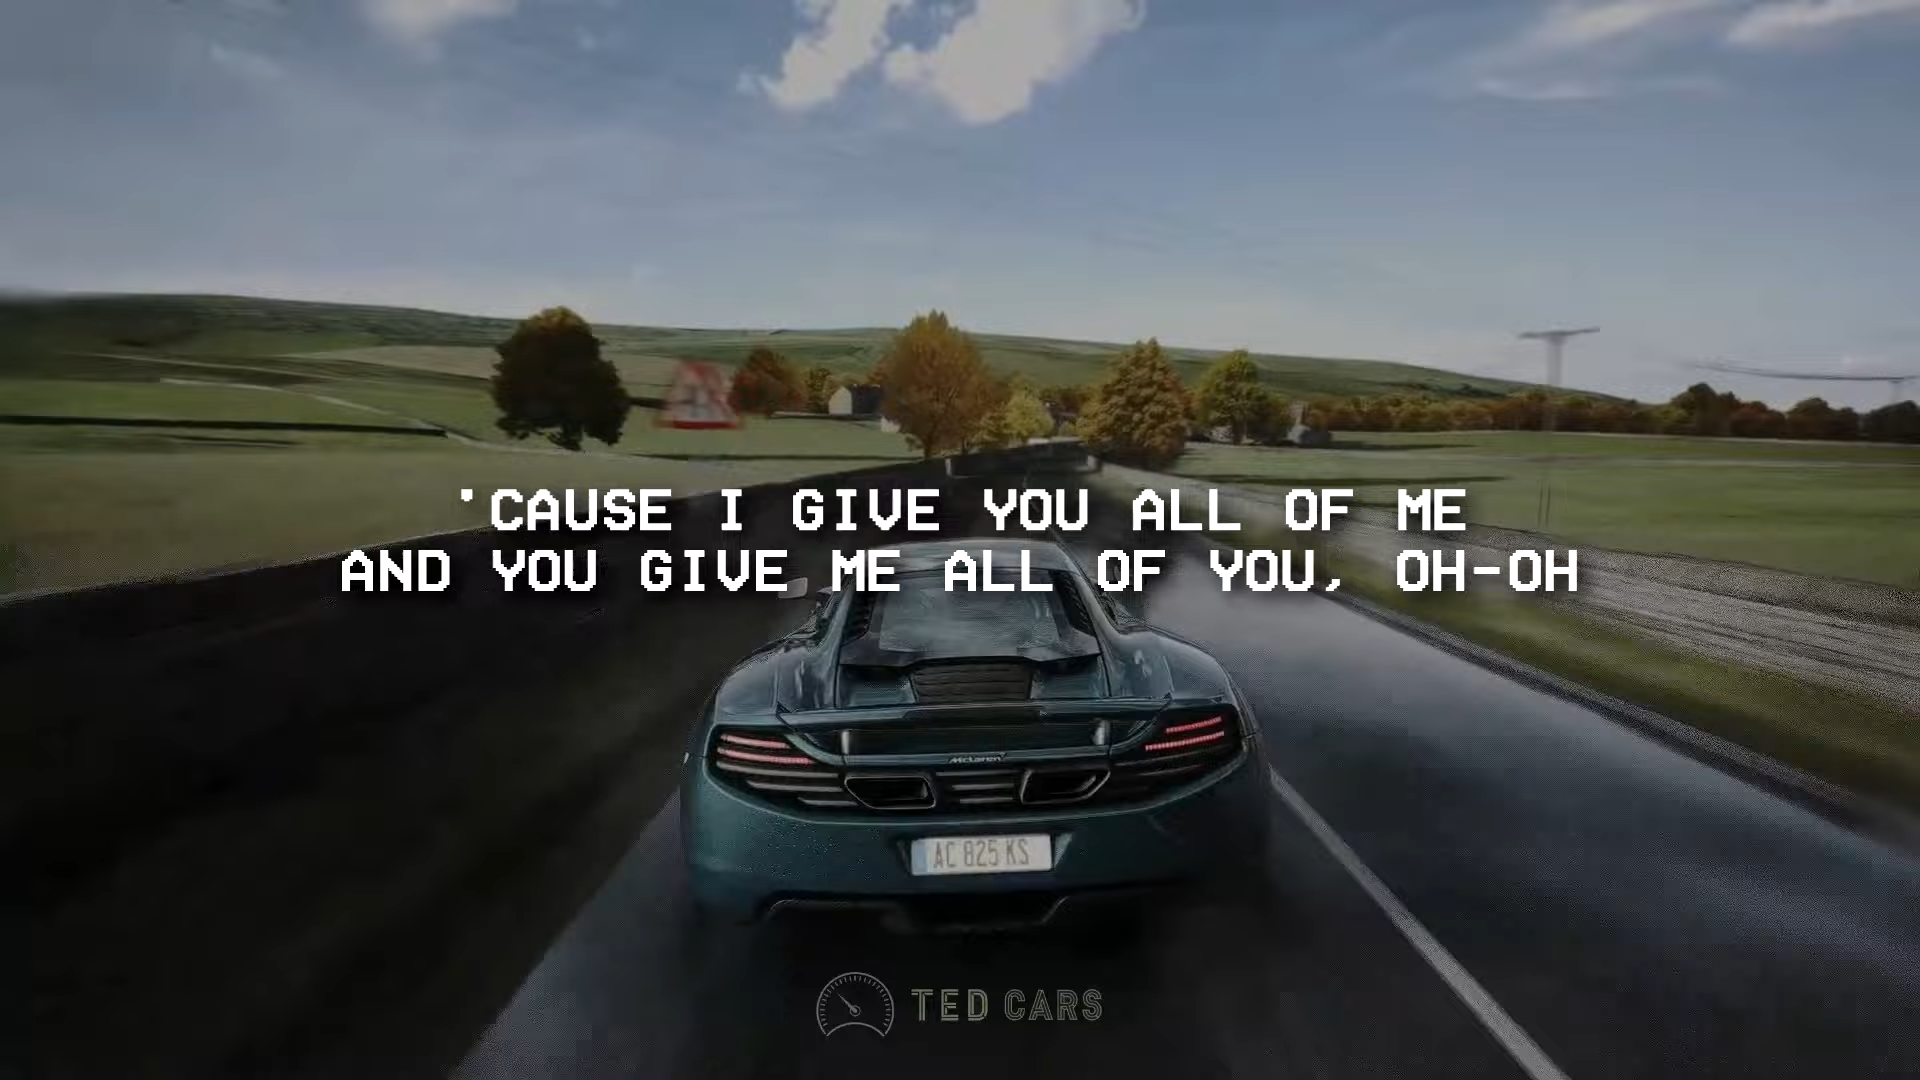 'CAUSE I GIVE YOU ALL OF ME
AND YOU GIVE ME ALL OF YOU, OH-OH
McLaren
AC 825 KS
TED CARS